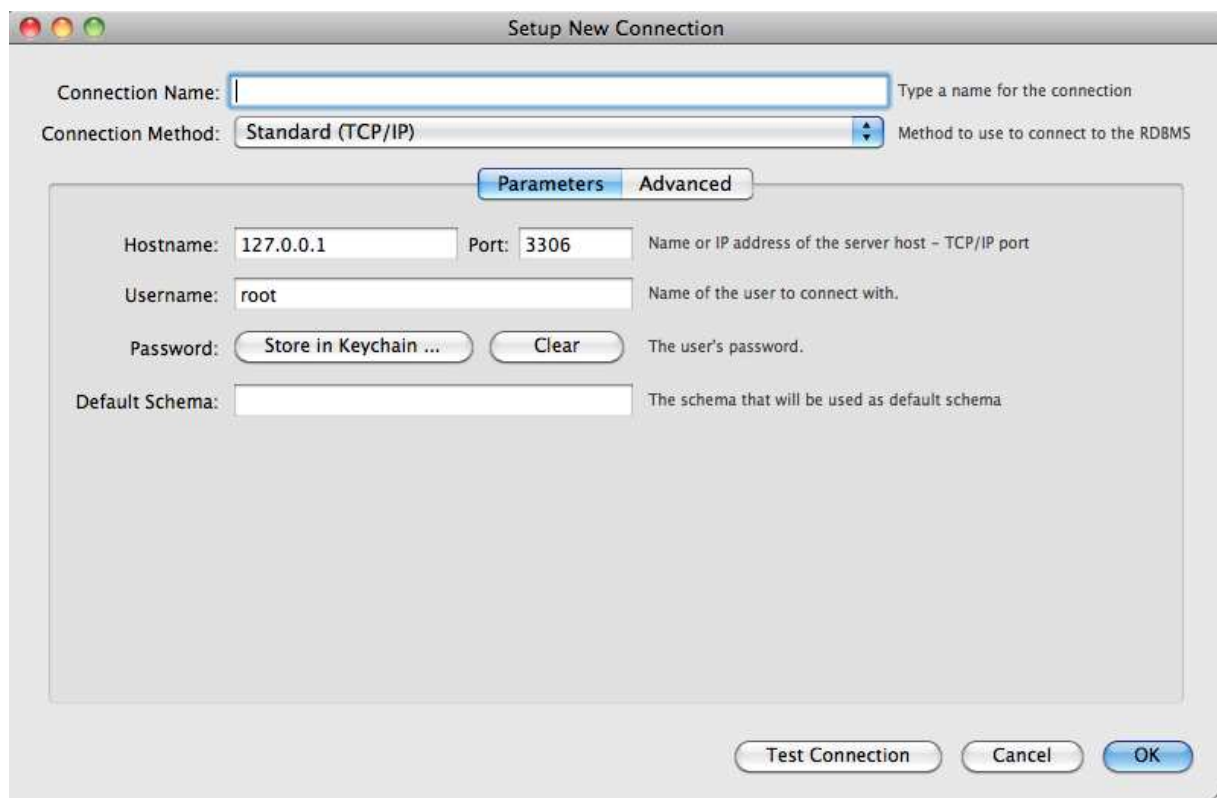 Setup New Connection
Connection Name: Type a name for the connection
Connection Method: Standard (TCP/IP) Method to use to connect to the RDBMS
Parameters Advanced
Hostname: 127.0.0.1 Port: 3306 Name or IP address of the server host - TCP/IP port
Username: root Name of the user to connect with.
Password: Store in Keychain ... Clear The user's password.
Default Schema: The schema that will be used as default schema
Test Connection Cancel OK